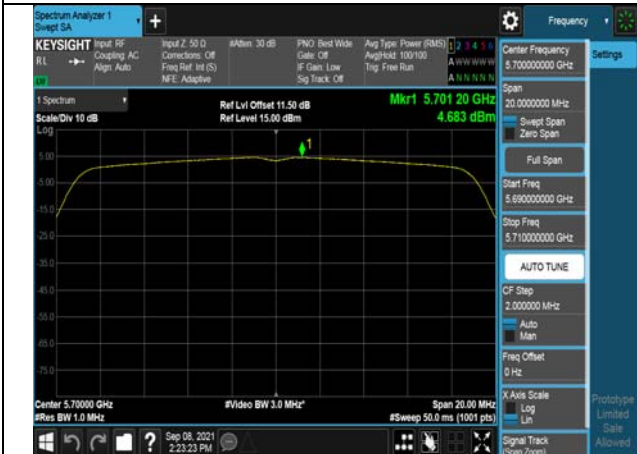 Spectrum Analyzer 1
Swept SA
Frequency
KEYSIGHT
RL
Input: RF
Coupling: AC
Align: Auto
Input Z: 50 Ω
Corrections: Off
Freq Ref: Int (S)
NFE: Adaptive
#Atten: 30 dB
PNO: Best Wide
Gate: Off
IF Gain: Low
Sig Track: Off
Avg Type: Power (RMS)
Avg|Hold: 100/100
Trig: Free Run
1 2 3 4 5 6
A W W W W W
A N N N N N
1 Spectrum
Scale/Div 10 dB
Ref Lvl Offset 11.50 dB
Ref Level 15.00 dBm
Mkr1 5.701 20 GHz
4.683 dBm
Log
1
5.00
-5.00
-15.0
-25.0
-35.0
-45.0
-55.0
-65.0
-75.0
Center 5.70000 GHz
#Res BW 1.0 MHz
#Video BW 3.0 MHz*
Span 20.00 MHz
#Sweep 50.0 ms (1001 pts)
Sep 08, 2021
2:23:23 PM
Center Frequency
5.700000000 GHz
Settings
Span
20.0000000 MHz
Swept Span
Zero Span
Full Span
Start Freq
5.690000000 GHz
Stop Freq
5.710000000 GHz
AUTO TUNE
CF Step
2.000000 MHz
Auto
Man
Freq Offset
0 Hz
X Axis Scale
Log
Lin
Signal Track
(Span Zoom)
Prototype
Limited
Sale
Allowed